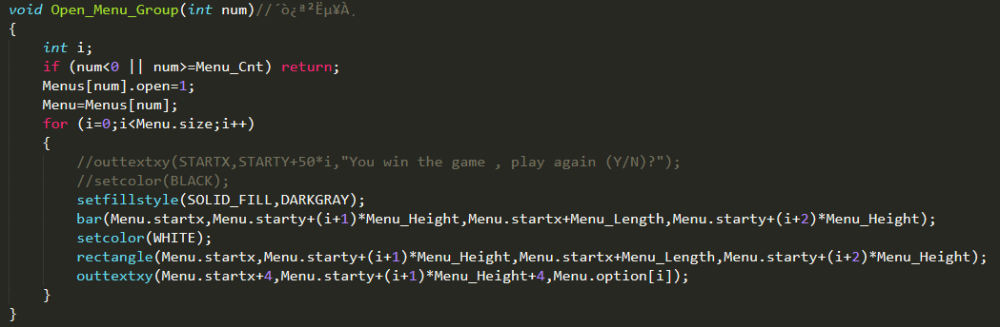 void Open_Menu_Group(int num)//´ò¿ª²Ëµ¥À¸
{
    int i;
    if (num<0 || num>=Menu_Cnt) return;
    Menus[num].open=1;
    Menu=Menus[num];
    for (i=0;i<Menu.size;i++)
    {
        //outtextxy(STARTX,STARTY+50*i,"You win the game , play again (Y/N)?");
        //setcolor(BLACK);
        setfillstyle(SOLID_FILL,DARKGRAY);
        bar(Menu.startx,Menu.starty+(i+1)*Menu_Height,Menu.startx+Menu_Length,Menu.starty+(i+2)*Menu_Height);
        setcolor(WHITE);
        rectangle(Menu.startx,Menu.starty+(i+1)*Menu_Height,Menu.startx+Menu_Length,Menu.starty+(i+2)*Menu_Height);
        outtextxy(Menu.startx+4,Menu.starty+(i+1)*Menu_Height+4,Menu.option[i]);
    }
}